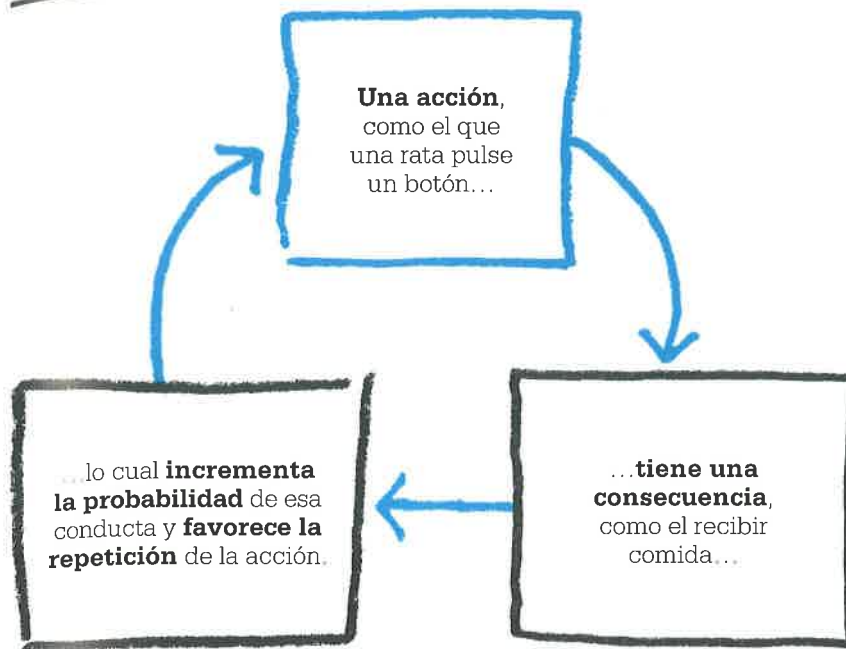 Una acción,
como el que
una rata pulse
un botón...
...tiene una
consecuencia,
como el recibir
comida...
...lo cual incrementa
la probabilidad de esa
conducta y favorece la
repetición de la acción.